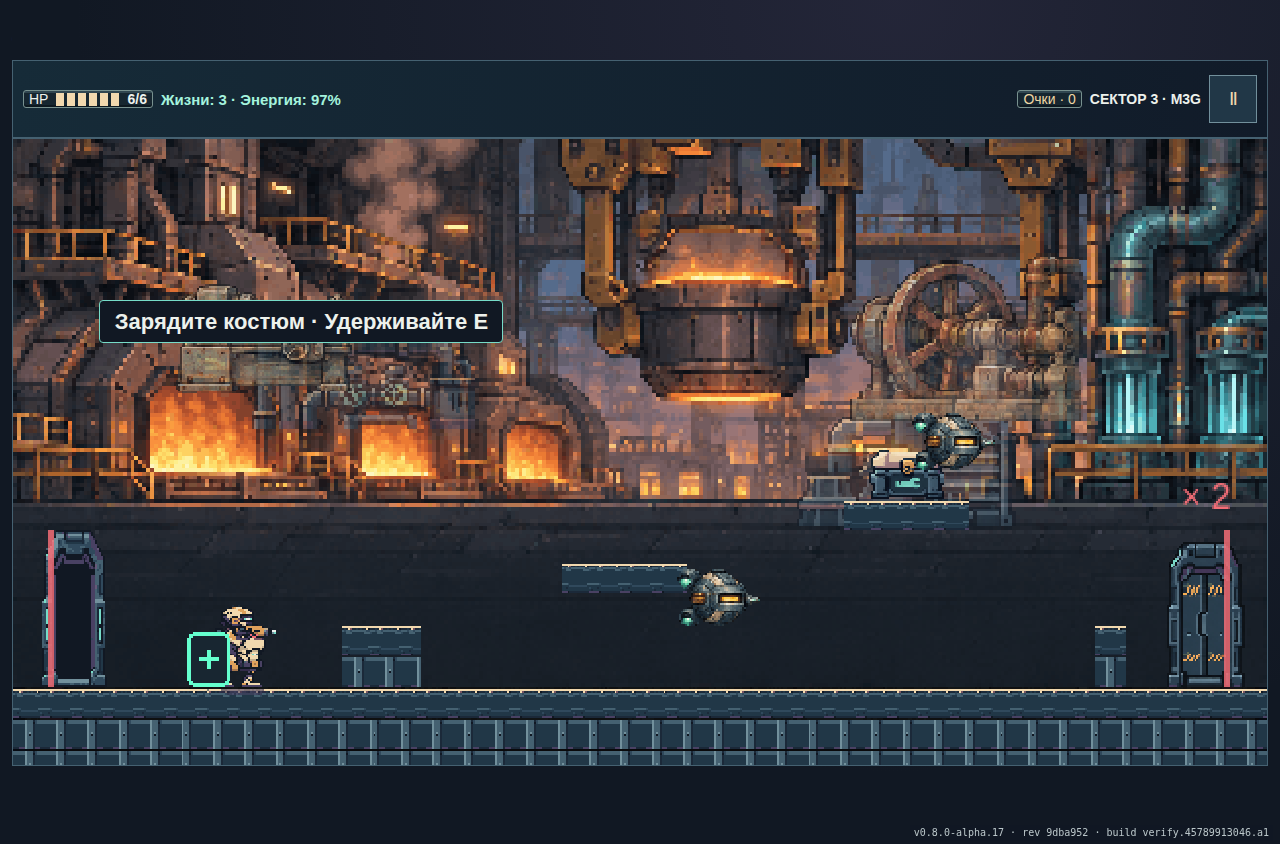 HP 6/6 Жизни: 3 · Энергия: 97% Очки · 0 СЕКТОР 3 · M3G II
Зарядите костюм · Удерживайте E
× 2
v0.8.0-alpha.17 · rev 9dba952 · build verify.45789913046.a1